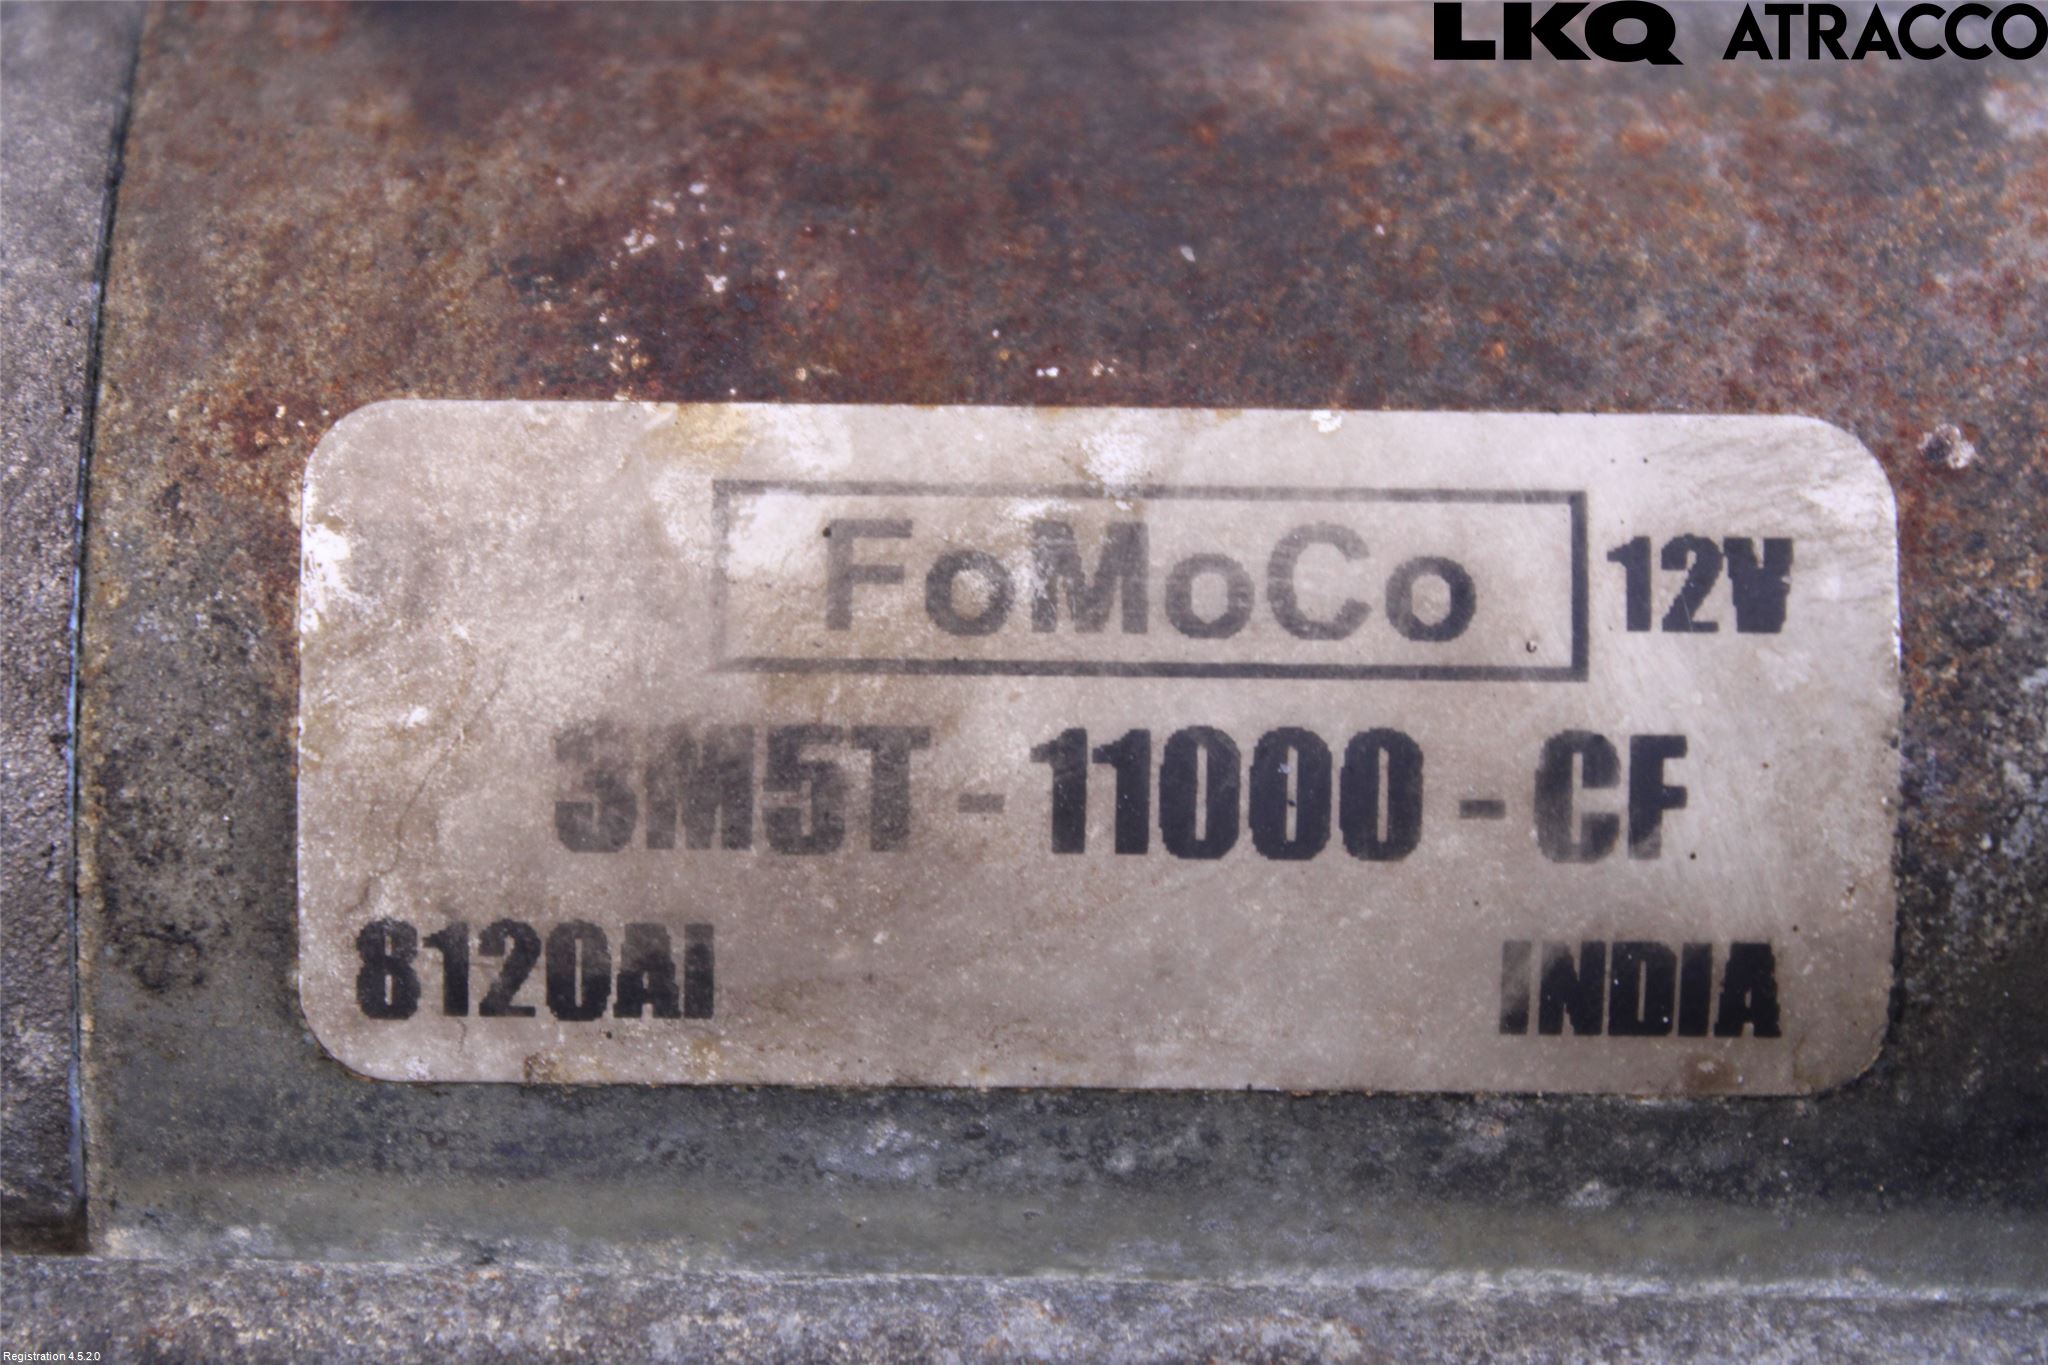 LKQ ATRACCO
FoMoCo 12V
3M5T - 11000 - CF
8120AI INDIA
Registration 4.5.2.0